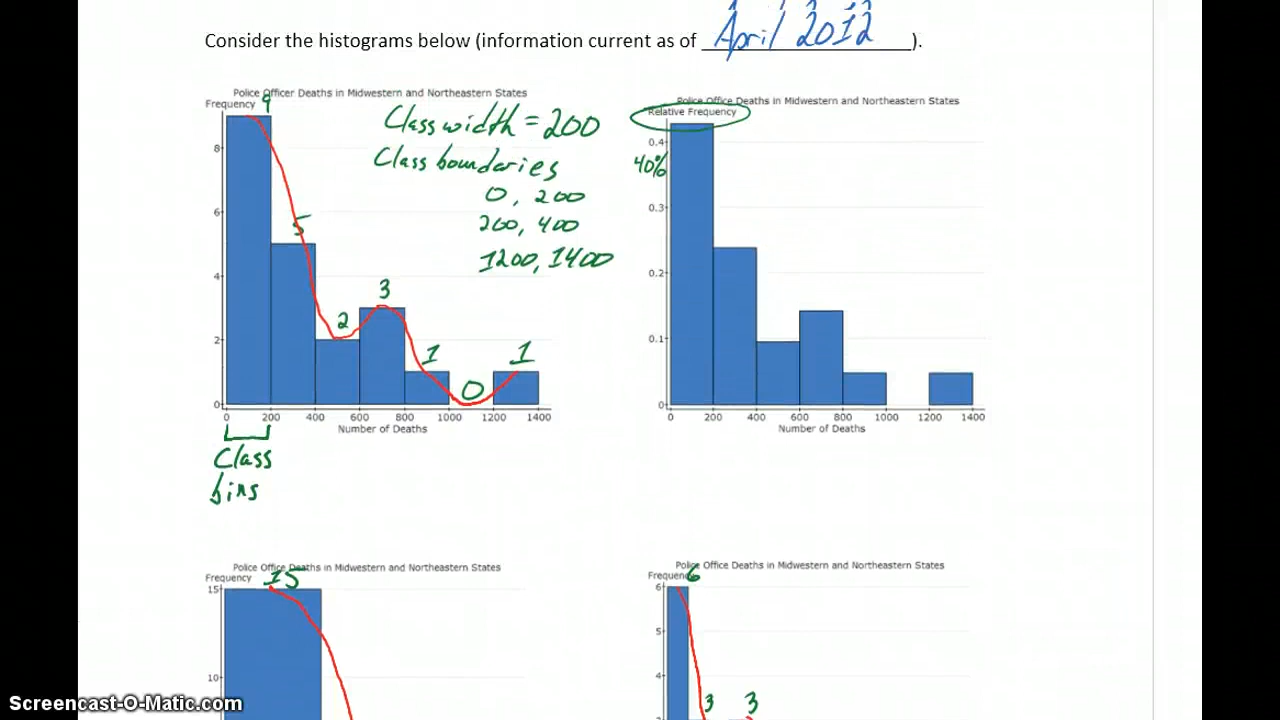 Consider the histograms below (information current as of April 2012).
Police Officer Deaths in Midwestern and Northeastern States
Frequency
9
8
6
4
2
0
5
2
3
1
0
1
0 200 400 600 800 1000 1200 1400
Number of Deaths
Class width = 200
Class boundaries
0, 200
200, 400
1200, 1400
Class
bins
Police Office Deaths in Midwestern and Northeastern States
Relative Frequency
0.4
40%
0.3
0.2
0.1
0
0 200 400 600 800 1000 1200 1400
Number of Deaths
Police Office Deaths in Midwestern and Northeastern States
Frequency
15
15
10
Police Office Deaths in Midwestern and Northeastern States
Frequency
6
6
5
4
3
3
Screencast-O-Matic.com